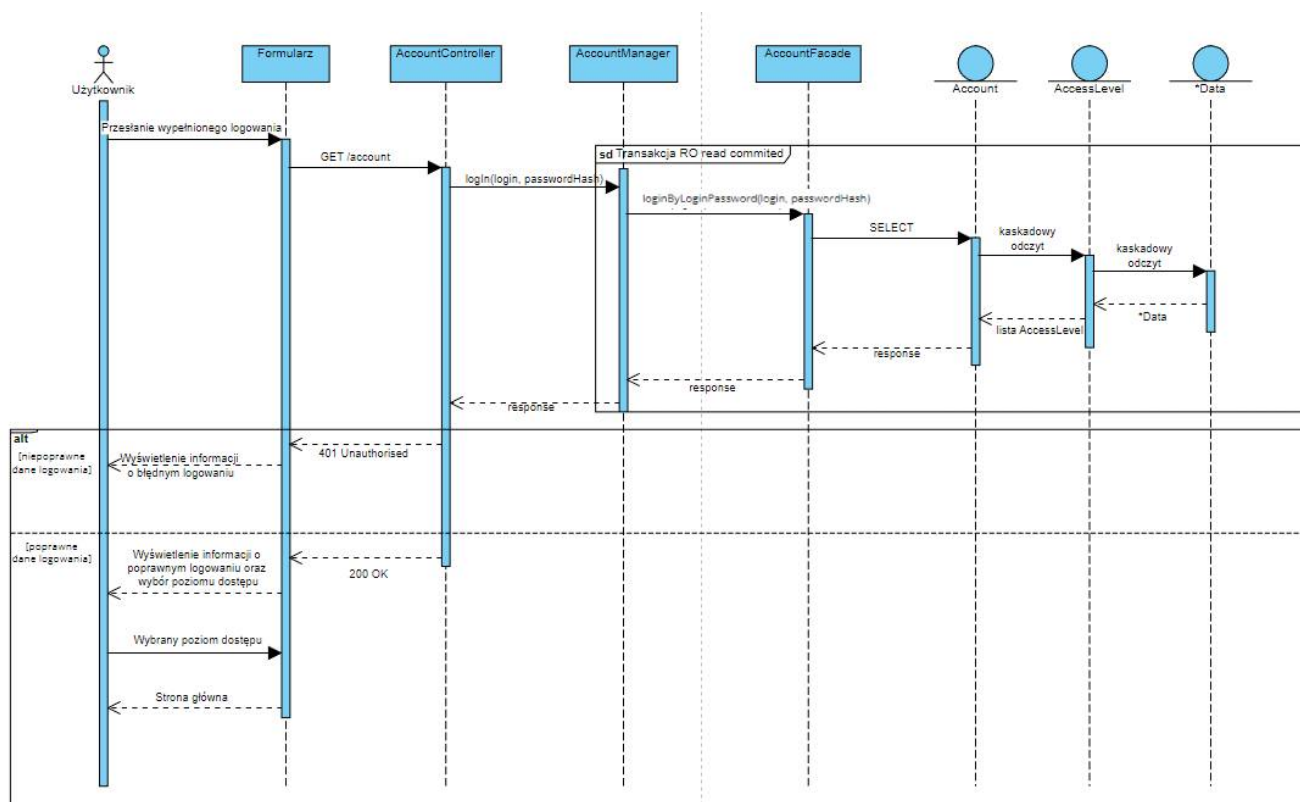 Użytkownik
Formularz
AccountController
AccountManager
AccountFacade
Account
AccessLevel
*Data
Przesłanie wypełnionego logowania
GET /account
sd Transakcja RO read commited
logIn(login, passwordHash)
loginByLoginPassword(login, passwordHash)
SELECT
kaskadowy
odczyt
kaskadowy
odczyt
*Data
lista AccessLevel
response
response
response
alt
[niepoprawne
dane logowania]
401 Unauthorised
Wyświetlenie informacji
o błędnym logowaniu
[poprawne
dane logowania]
200 OK
Wyświetlenie informacji o
poprawnym logowaniu oraz
wybór poziomu dostępu
Wybrany poziom dostępu
Strona główna